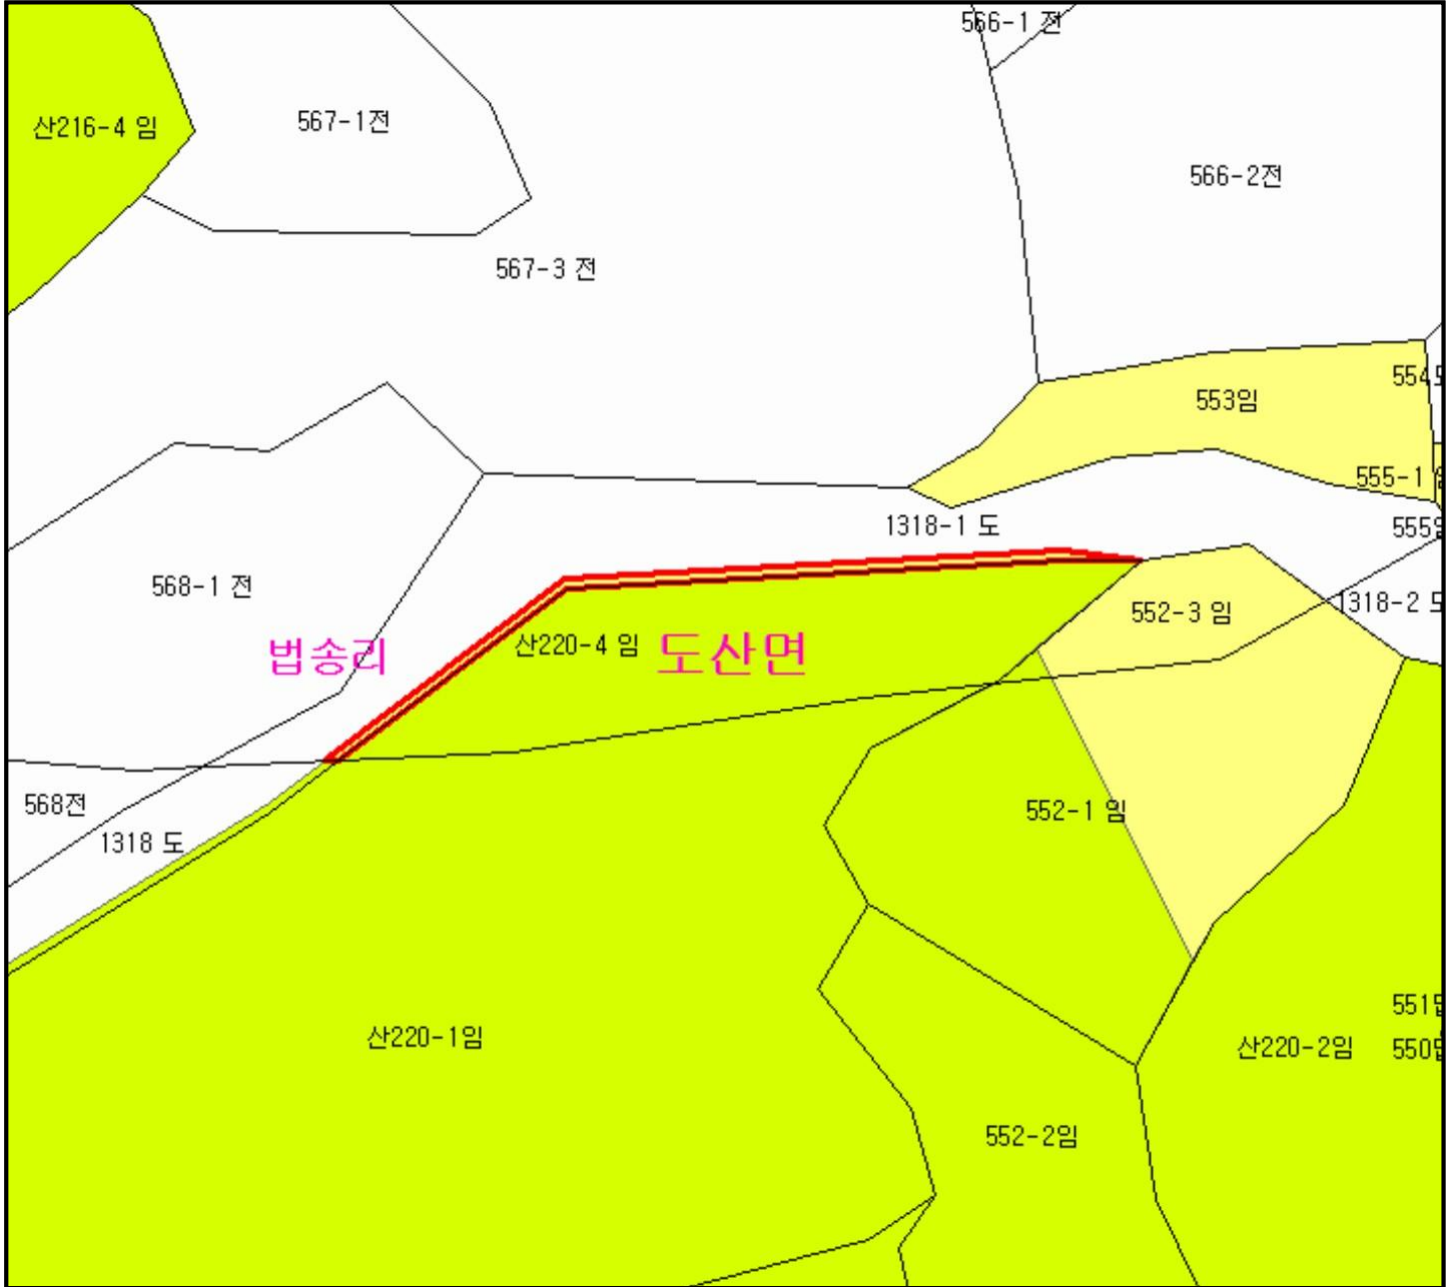 566-1 전
산216-4 임
567-1전
566-2전
567-3 전
554
553임
555-1
1318-1 도
555
568-1 전
1318-2 도
552-3 임
산220-4 임
도산면
법송리
568전
552-1 임
1318 도
551
산220-1임
산220-2임
550
552-2임